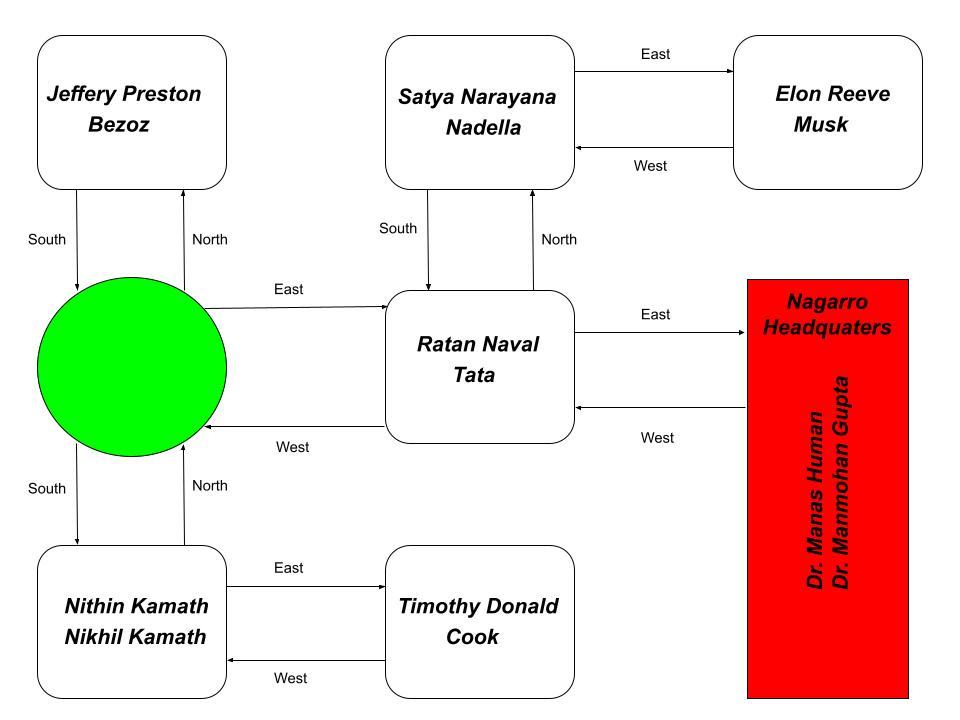 Jeffery Preston
Bezoz
Satya Narayana
Nadella
East
West
Elon Reeve
Musk
South
North
South
North
East
West
Ratan Naval
Tata
East
West
Nagarro
Headquaters
Dr. Manas Human
Dr. Manmohan Gupta
South
North
Nithin Kamath
Nikhil Kamath
East
West
Timothy Donald
Cook